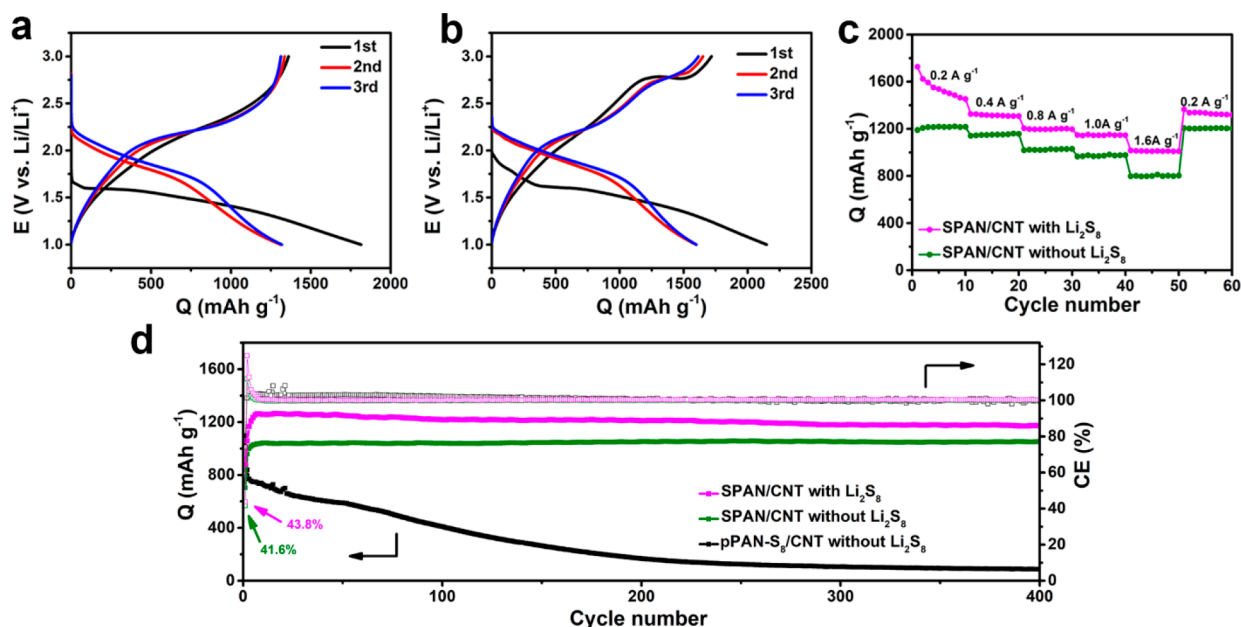 a
E (V vs. Li/Li⁺)
3.0
2.5
2.0
1.5
1.0
1st
2nd
3rd
0 500 1000 1500 2000
Q (mAh g⁻¹)
b
E (V vs. Li/Li⁺)
3.0
2.5
2.0
1.5
1.0
1st
2nd
3rd
0 500 1000 1500 2000
Q (mAh g⁻¹)
c
Q (mAh g⁻¹)
2000
1600
1200
800
400
0
0.2 A g⁻¹
0.4 A g⁻¹
0.8 A g⁻¹
1.0A g⁻¹
1.6A g⁻¹
0.2 A g⁻¹
SPAN/CNT with Li₂S₈
SPAN/CNT without Li₂S₈
0 10 20 30 40 50 60
Cycle number
d
Q (mAh g⁻¹)
1600
1200
800
400
0
43.8%
41.6%
SPAN/CNT with Li₂S₈
SPAN/CNT without Li₂S₈
pPAN-S₈/CNT without Li₂S₈
120
100
80
60
40
20
0
CE (%)
0 100 200 300 400
Cycle number